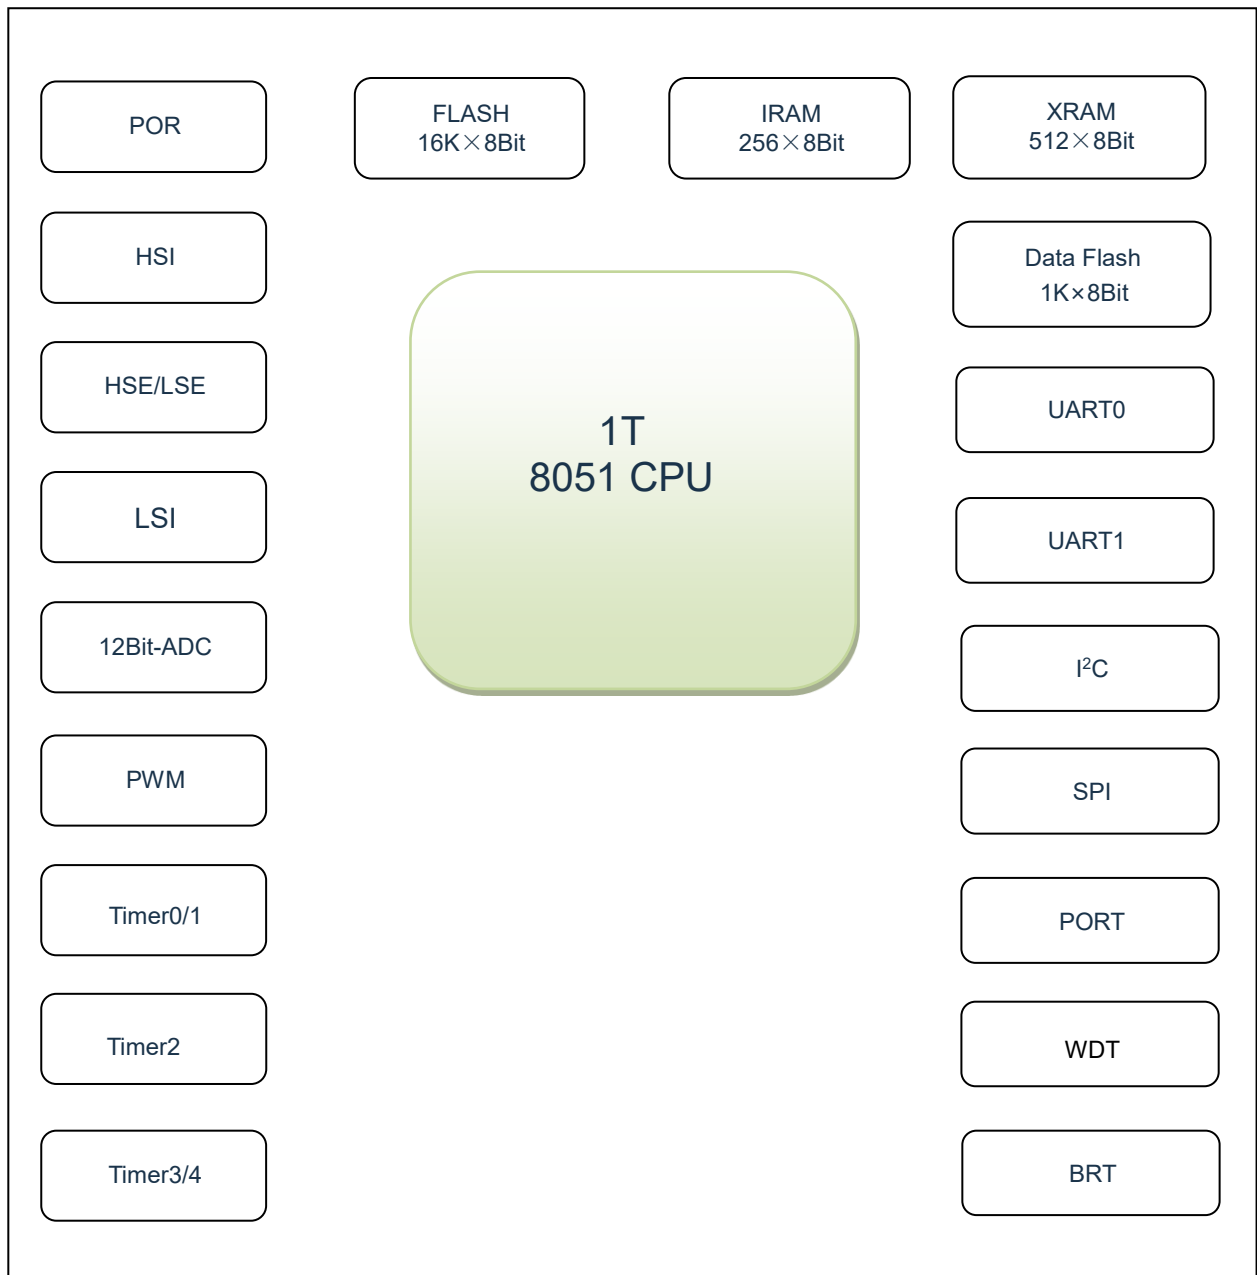 POR
FLASH
16K×8Bit
IRAM
256×8Bit
XRAM
512×8Bit
HSI
Data Flash
1K×8Bit
HSE/LSE
UART0
1T
8051 CPU
LSI
UART1
12Bit-ADC
I²C
PWM
SPI
Timer0/1
PORT
Timer2
WDT
Timer3/4
BRT